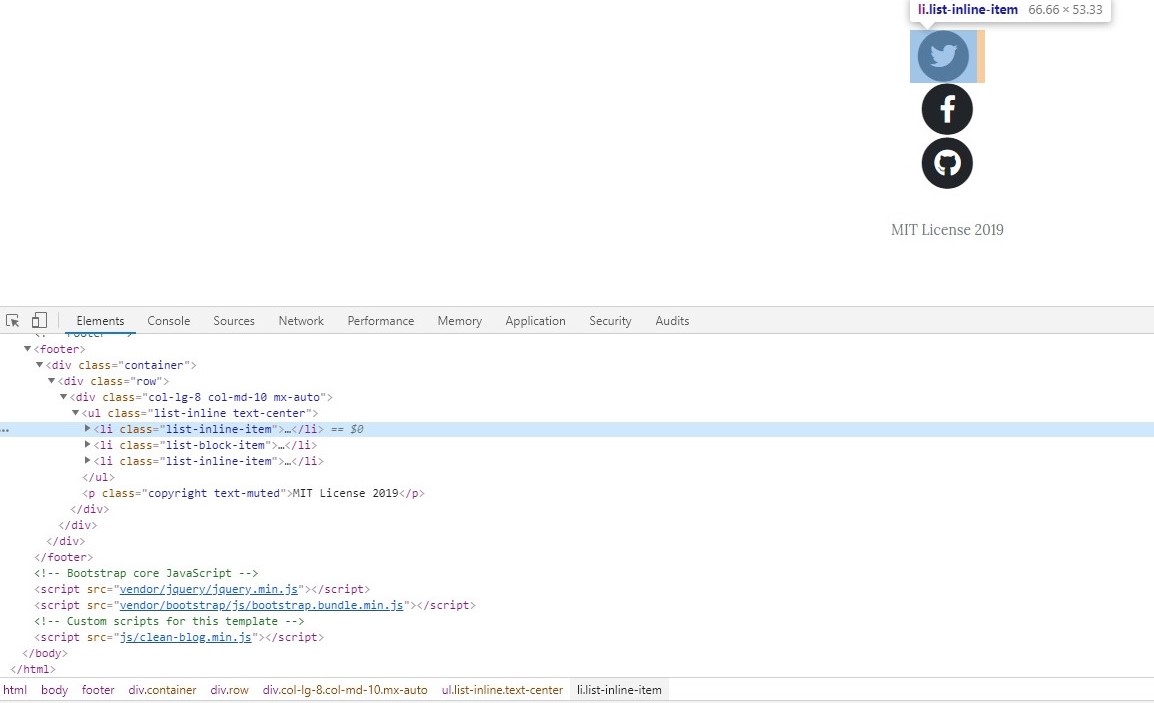 li.list-inline-item 66.66 × 53.33
MIT License 2019
Elements Console Sources Network Performance Memory Application Security Audits
<footer>
<div class="container">
<div class="row">
<div class="col-lg-8 col-md-10 mx-auto">
<ul class="list-inline text-center">
... <li class="list-inline-item">…</li> == $0
<li class="list-block-item">…</li>
<li class="list-inline-item">…</li>
</ul>
<p class="copyright text-muted">MIT License 2019</p>
</div>
</div>
</div>
</footer>
<!-- Bootstrap core JavaScript -->
<script src="vendor/jquery/jquery.min.js"></script>
<script src="vendor/bootstrap/js/bootstrap.bundle.min.js"></script>
<!-- Custom scripts for this template -->
<script src="js/clean-blog.min.js"></script>
</body>
</html>
html body footer div.container div.row div.col-lg-8.col-md-10.mx-auto ul.list-inline.text-center li.list-inline-item